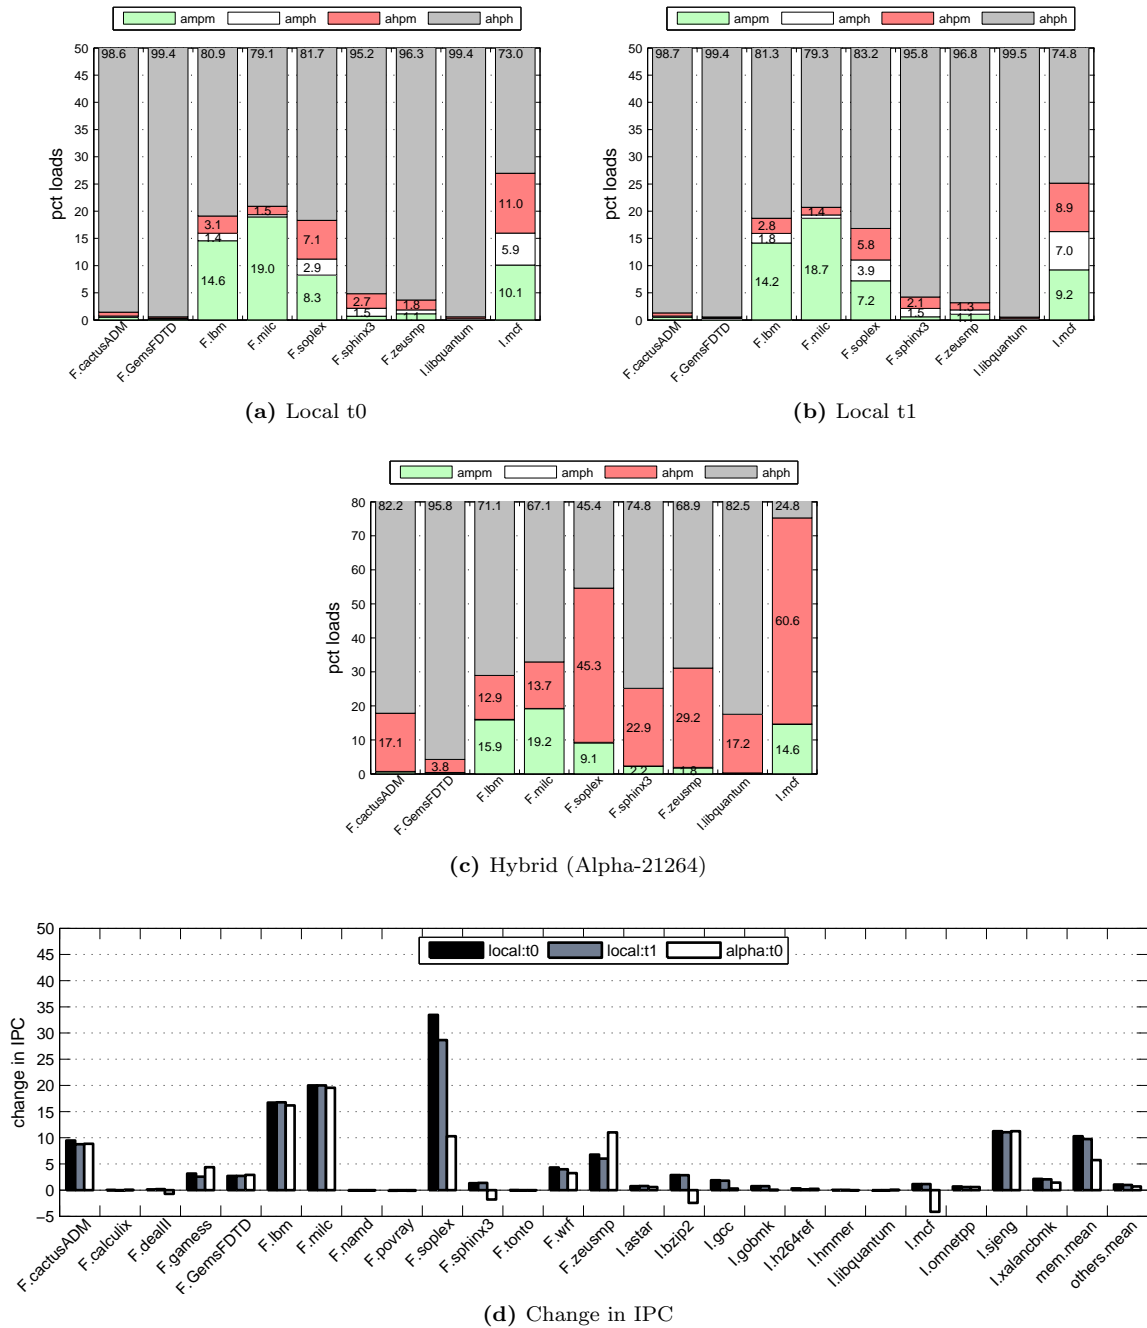 ampm amph ahpm ahph
ampm amph ahpm ahph
pct loads
50
45
40
35
30
25
20
15
10
5
0
98.6 99.4 80.9 79.1 81.7 95.2 96.3 99.4 73.0
3.1 1.5 7.1 2.7 1.8 11.0
1.4 2.9 1.5 1.1 5.9
14.6 19.0 8.3 10.1
F.cactusADM F.GemsFDTD F.lbm F.milc F.soplex F.sphinx3 F.zeusmp I.libquantum I.mcf
(a) Local t0
pct loads
50
45
40
35
30
25
20
15
10
5
0
98.7 99.4 81.3 79.3 83.2 95.8 96.8 99.5 74.8
2.8 1.4 5.8 2.1 1.3 8.9
1.8 3.9 1.5 1.1 7.0
14.2 18.7 7.2 9.2
F.cactusADM F.GemsFDTD F.lbm F.milc F.soplex F.sphinx3 F.zeusmp I.libquantum I.mcf
(b) Local t1
ampm amph ahpm ahph
pct loads
80
70
60
50
40
30
20
10
0
82.2 95.8 71.1 67.1 45.4 74.8 68.9 82.5 24.8
17.1 3.8 12.9 13.7 45.3 22.9 29.2 17.2 60.6
15.9 19.2 9.1 2.2 1.8 14.6
F.cactusADM F.GemsFDTD F.lbm F.milc F.soplex F.sphinx3 F.zeusmp I.libquantum I.mcf
(c) Hybrid (Alpha-21264)
local:t0 local:t1 alpha:t0
change in IPC
50
45
40
35
30
25
20
15
10
5
0
−5
F.cactusADM F.calculix F.dealII F.gamess F.GemsFDTD F.lbm F.milc F.namd F.povray F.soplex F.sphinx3 F.tonto F.wrf F.zeusmp I.astar I.bzip2 I.gcc I.gobmk I.h264ref I.hmmer I.libquantum I.mcf I.omnetpp I.sjeng I.xalancbmk mem.mean others.mean
(d) Change in IPC